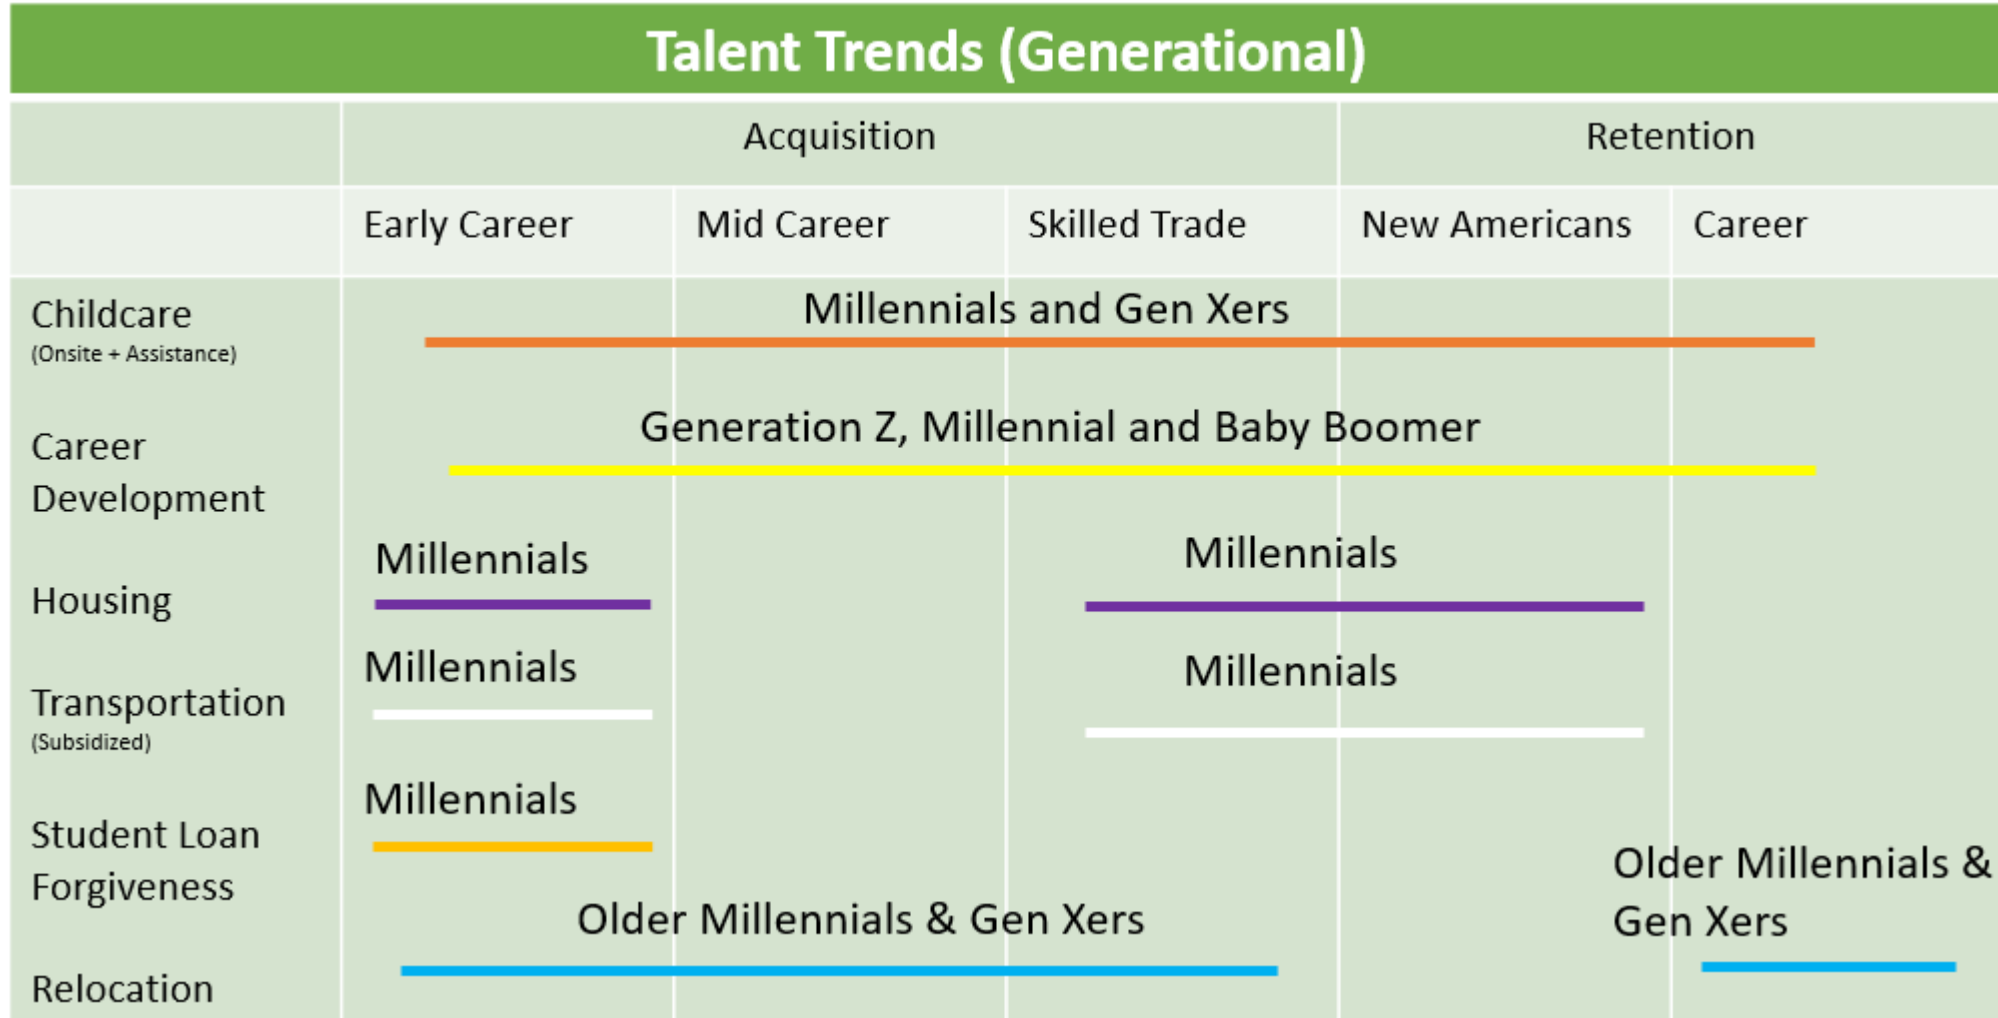 Talent Trends (Generational)
Acquisition
Retention
Early Career
Mid Career
Skilled Trade
New Americans
Career
Childcare
(Onsite + Assistance)
Millennials and Gen Xers
Career
Development
Generation Z, Millennial and Baby Boomer
Housing
Millennials
Millennials
Transportation
(Subsidized)
Millennials
Millennials
Student Loan
Forgiveness
Millennials
Relocation
Older Millennials & Gen Xers
Older Millennials &
Gen Xers